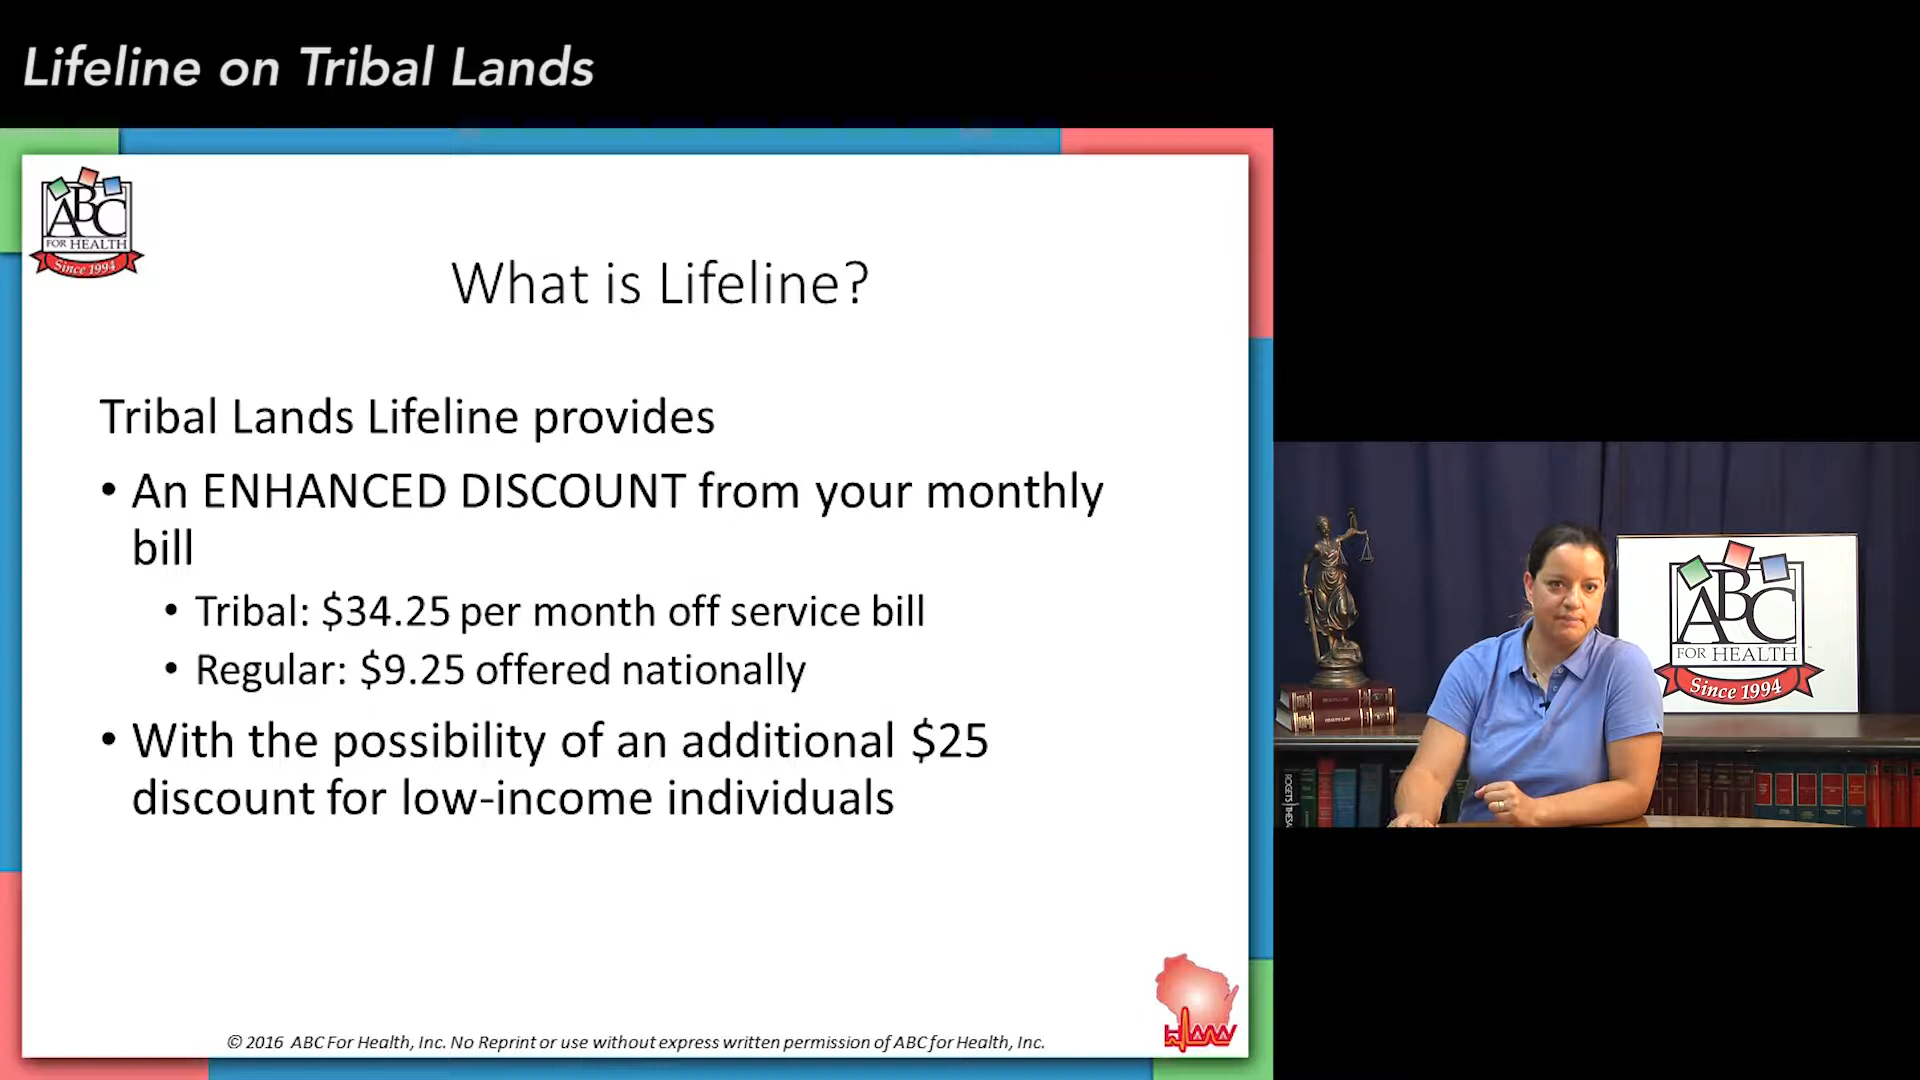 Lifeline on Tribal Lands
ABC
FOR HEALTH
Since 1994
What is Lifeline?
Tribal Lands Lifeline provides
• An ENHANCED DISCOUNT from your monthly
bill
• Tribal: $34.25 per month off service bill
• Regular: $9.25 offered nationally
• With the possibility of an additional $25
discount for low-income individuals
© 2016 ABC For Health, Inc. No Reprint or use without express written permission of ABC for Health, Inc.
ABC
FOR HEALTH
Since 1994